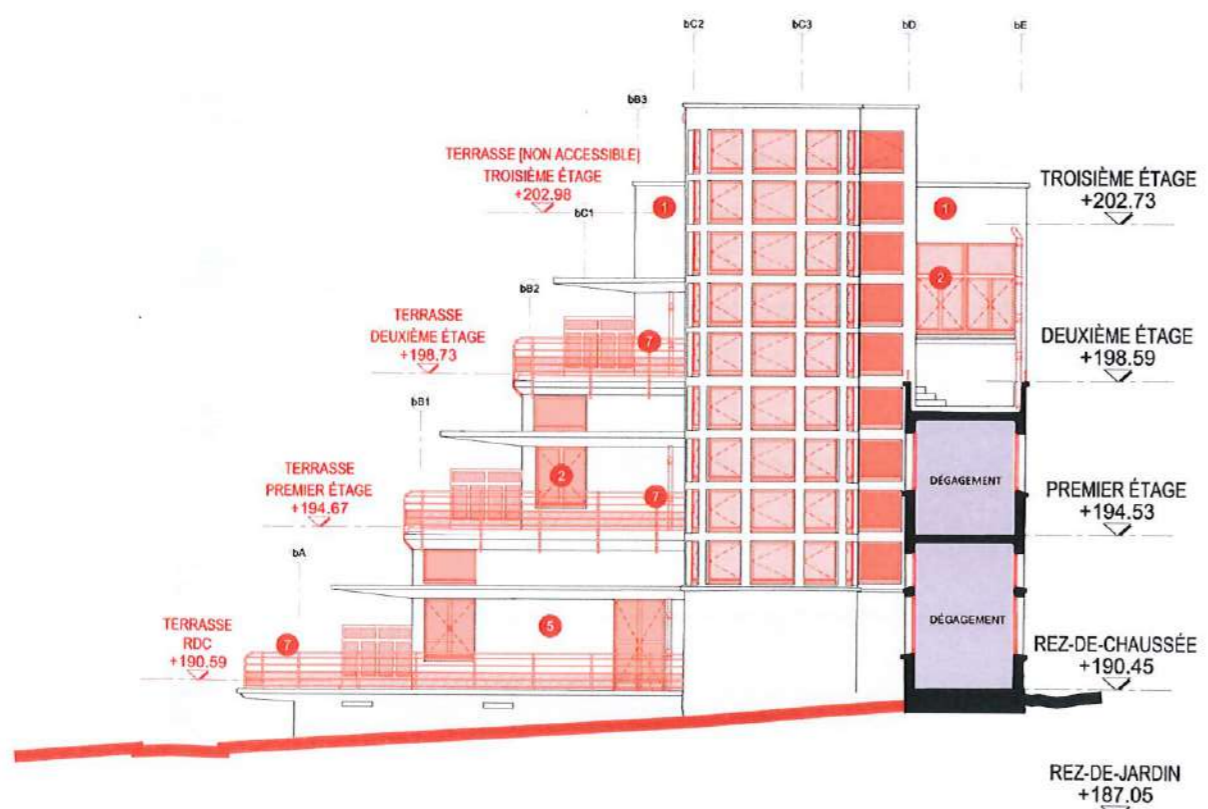 bC2
bC3
bD
bE
bB3
TERRASSE [NON ACCESSIBLE]
TROISIÈME ÉTAGE
+202.98
TROISIÈME ÉTAGE
+202.73
1
1
bC1
2
bB2
TERRASSE
DEUXIÈME ÉTAGE
+198.73
7
DEUXIÈME ÉTAGE
+198.59
bB1
TERRASSE
PREMIER ÉTAGE
+194.67
2
7
DÉGAGEMENT
PREMIER ÉTAGE
+194.53
bA
TERRASSE
RDC
+190.59
7
5
DÉGAGEMENT
REZ-DE-CHAUSSÉE
+190.45
REZ-DE-JARDIN
+187.05